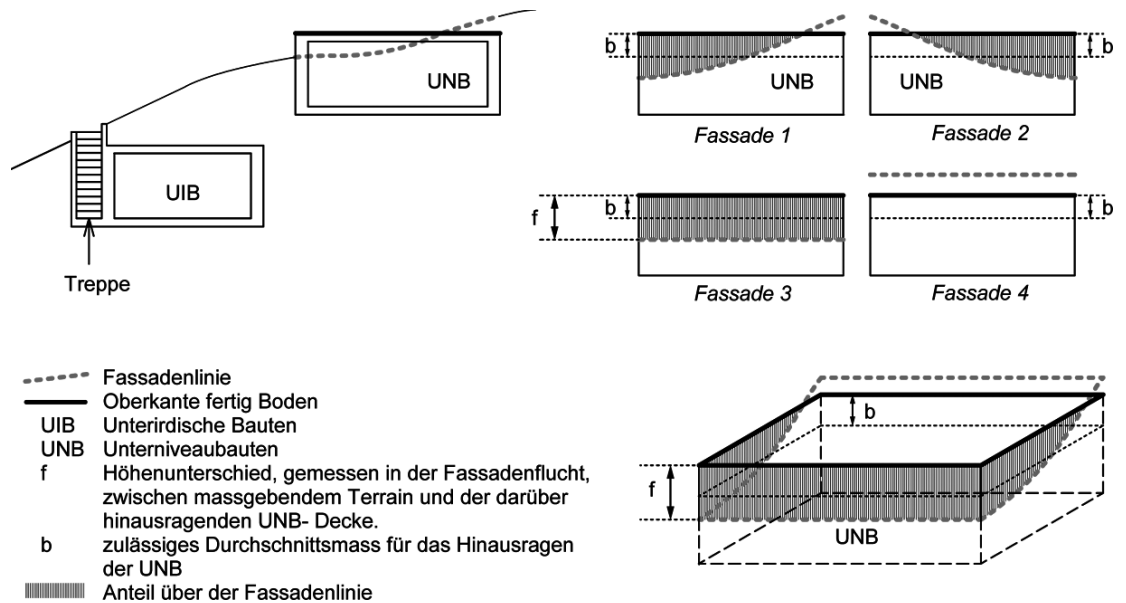 UNB
UIB
Treppe
b
UNB
Fassade 1
UNB
b
Fassade 2
f
b
Fassade 3
b
Fassade 4
Fassadenlinie
Oberkante fertig Boden
UIB Unterirdische Bauten
UNB Unterniveaubauten
f Höhenunterschied, gemessen in der Fassadenflucht,
zwischen massgebendem Terrain und der darüber
hinausragenden UNB- Decke.
b zulässiges Durchschnittsmass für das Hinausragen
der UNB
Anteil über der Fassadenlinie
b
f
UNB